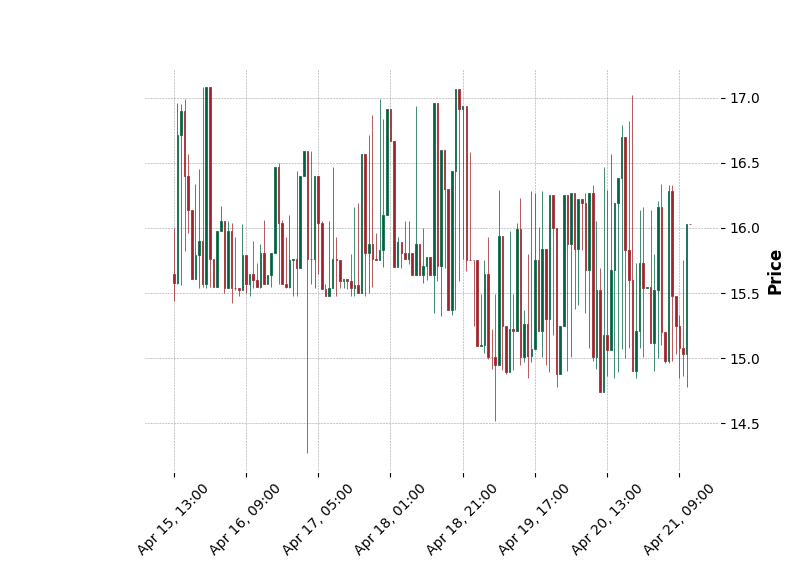 17.0
16.5
16.0
15.5
15.0
14.5
Price
Apr 15, 13:00
Apr 16, 09:00
Apr 17, 05:00
Apr 18, 01:00
Apr 18, 21:00
Apr 19, 17:00
Apr 20, 13:00
Apr 21, 09:00